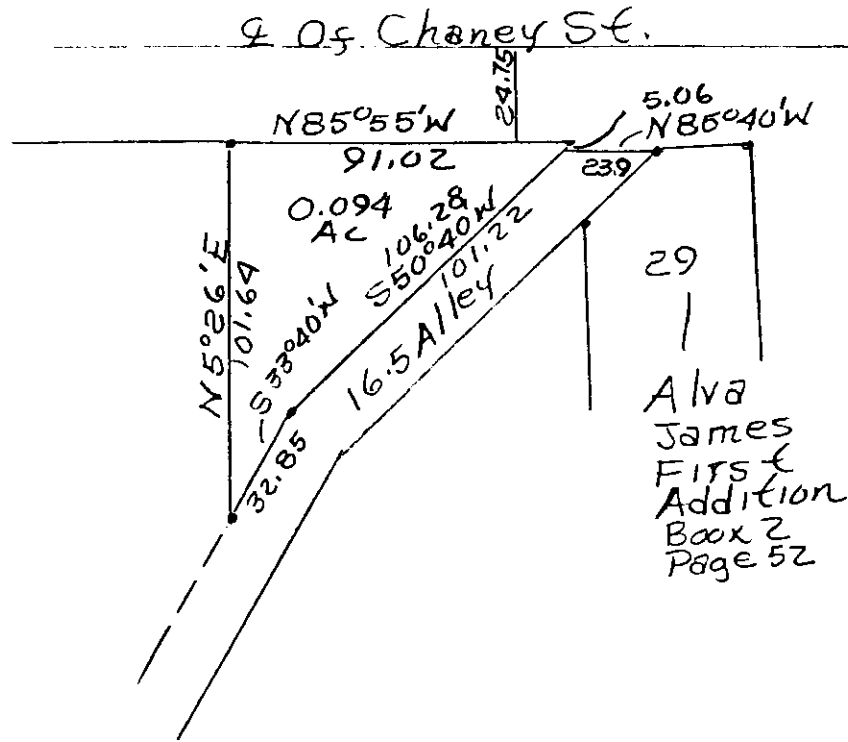 ℄ Of Chaney St.
24.75
5.06
N85°55'W
N86°40'W
91.02
23.9
0.094
Ac
106.28
S50°40'W
101.22
29
N5°26'E
101.64
S33°40'W
16.5 Alley
32.85
Alva
James
First
Addition
Book 2
Page 52